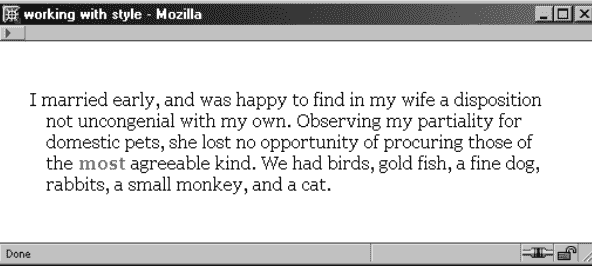 working with style - Mozilla
I married early, and was happy to find in my wife a disposition
not uncongenial with my own. Observing my partiality for
domestic pets, she lost no opportunity of procuring those of
the most agreeable kind. We had birds, gold fish, a fine dog,
rabbits, a small monkey, and a cat.
Done